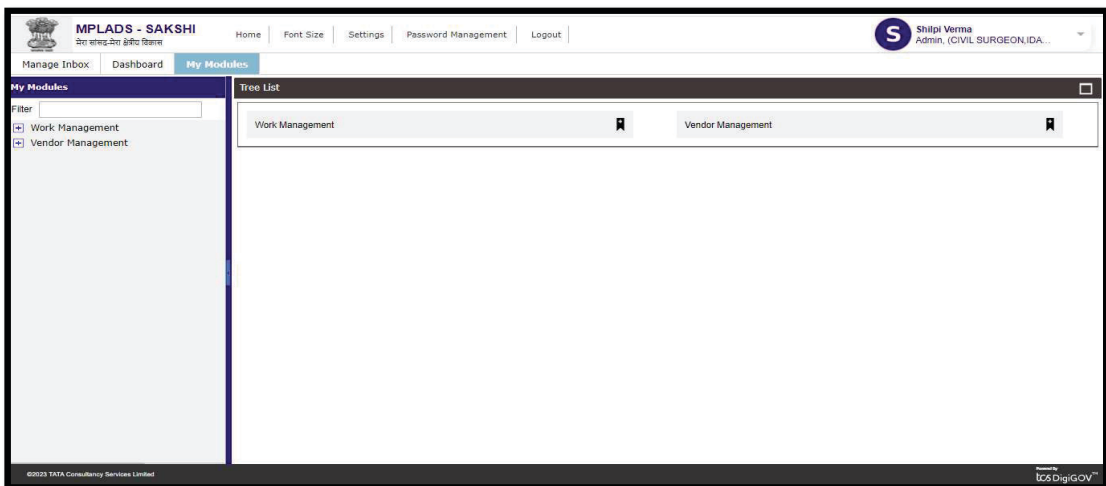 MPLADS - SAKSHI
मेरा सांसद-मेरा क्षेत्रीय विकास
Home Font Size Settings Password Management Logout
S
Shilpi Verma
Admin, (CIVIL SURGEON,IDA...
Manage Inbox Dashboard My Modules
My Modules
Filter
Work Management
Vendor Management
Tree List
Work Management Vendor Management
©2023 TATA Consultancy Services Limited
Powered By
tcs DigiGOV™